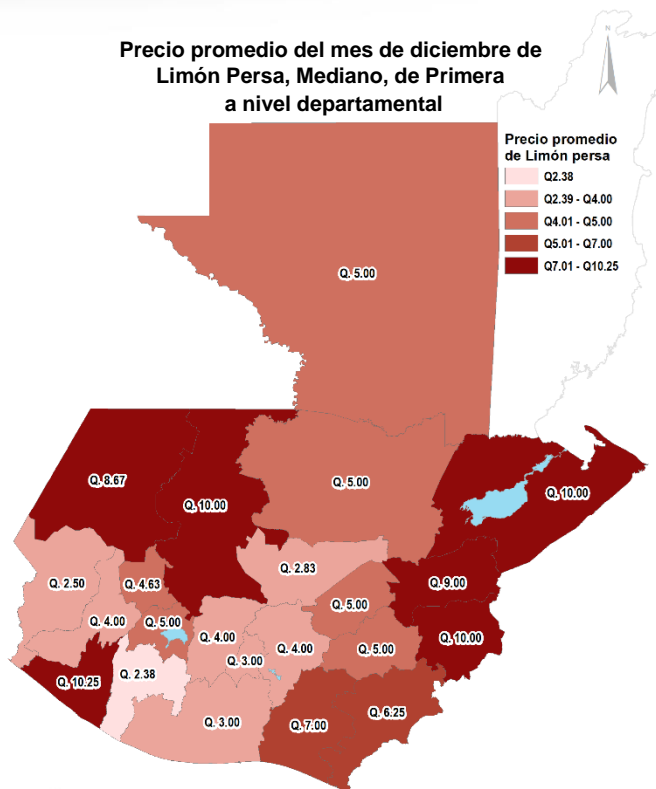 Precio promedio del mes de diciembre de
Limón Persa, Mediano, de Primera
a nivel departamental
N
Precio promedio
de Limón persa
Q2.38
Q2.39 - Q4.00
Q4.01 - Q5.00
Q5.01 - Q7.00
Q7.01 - Q10.25
Q. 5.00
Q. 8.67
Q. 10.00
Q. 5.00
Q. 10.00
Q. 2.50
Q. 4.63
Q. 2.83
Q. 9.00
Q. 4.00
Q. 5.00
Q. 4.00
Q. 3.00
Q. 4.00
Q. 5.00
Q. 5.00
Q. 10.00
Q. 10.25
Q. 2.38
Q. 3.00
Q. 7.00
Q. 6.25